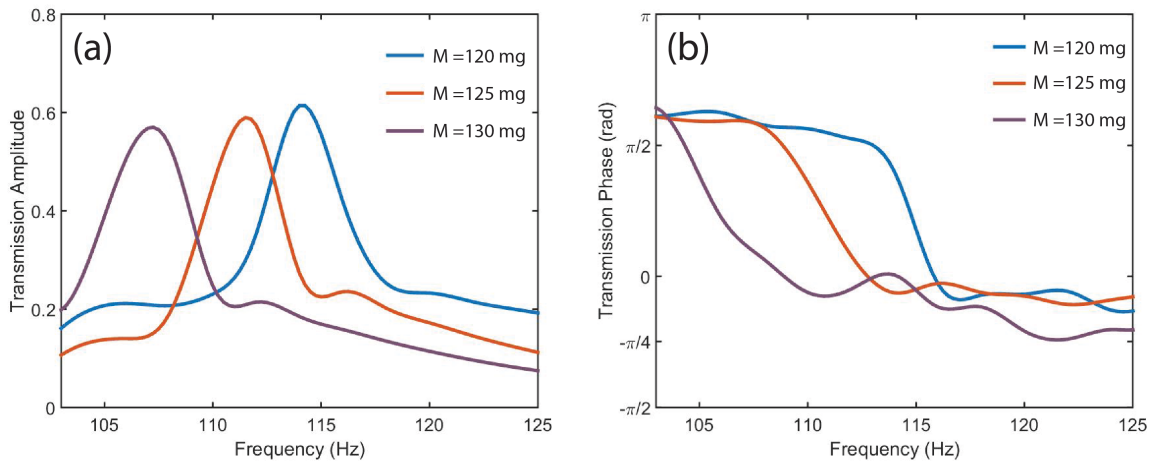 (a)
M =120 mg
M =125 mg
M =130 mg
0.8
0.6
0.4
0.2
0
Transmission Amplitude
105 110 115 120 125
Frequency (Hz)
(b)
M =120 mg
M =125 mg
M =130 mg
π
π/2
0
-π/4
-π/2
Transmission Phase (rad)
105 110 115 120 125
Frequency (Hz)